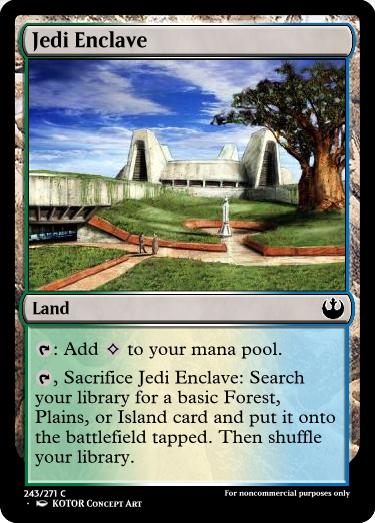 Jedi Enclave
Land
: Add to your mana pool.
, Sacrifice Jedi Enclave: Search
your library for a basic Forest,
Plains, or Island card and put it onto
the battlefield tapped. Then shuffle
your library.
243/271 C
For noncommercial purposes only
· KOTOR Concept Art